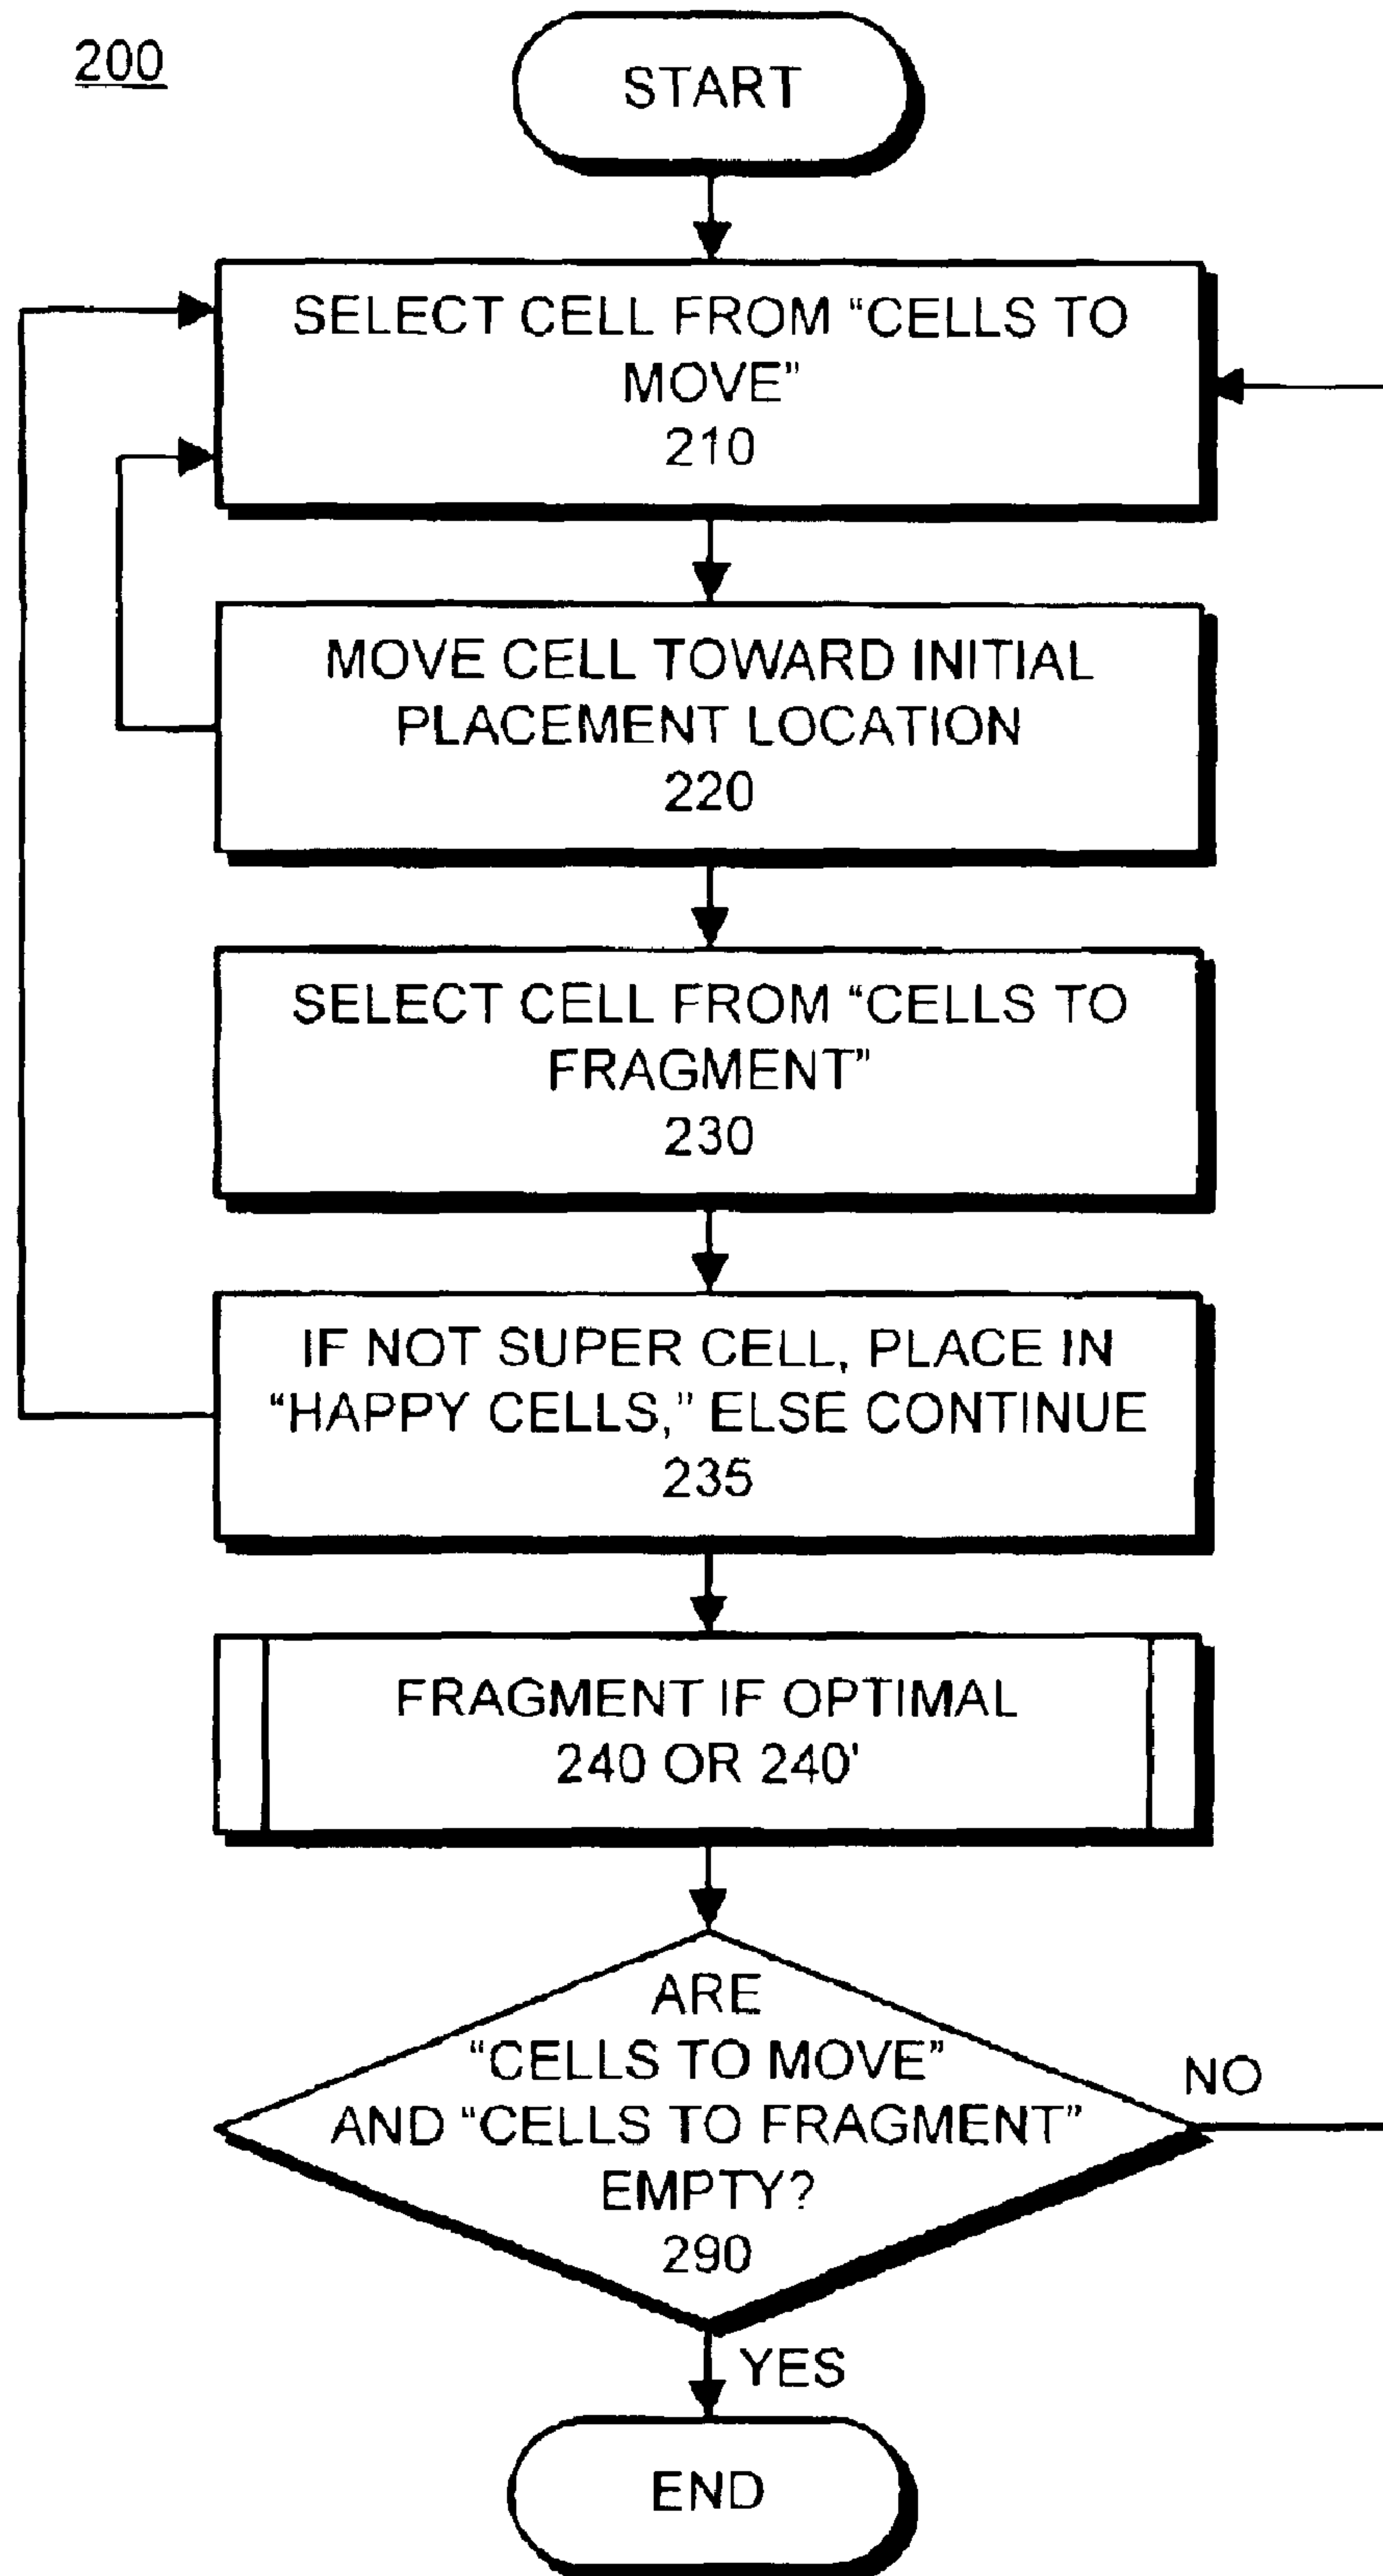 200
START
SELECT CELL FROM “CELLS TO
MOVE”
210
MOVE CELL TOWARD INITIAL
PLACEMENT LOCATION
220
SELECT CELL FROM “CELLS TO
FRAGMENT”
230
IF NOT SUPER CELL, PLACE IN
“HAPPY CELLS,” ELSE CONTINUE
235
FRAGMENT IF OPTIMAL
240 OR 240'
ARE
“CELLS TO MOVE”
AND “CELLS TO FRAGMENT”
EMPTY?
290
NO
YES
END